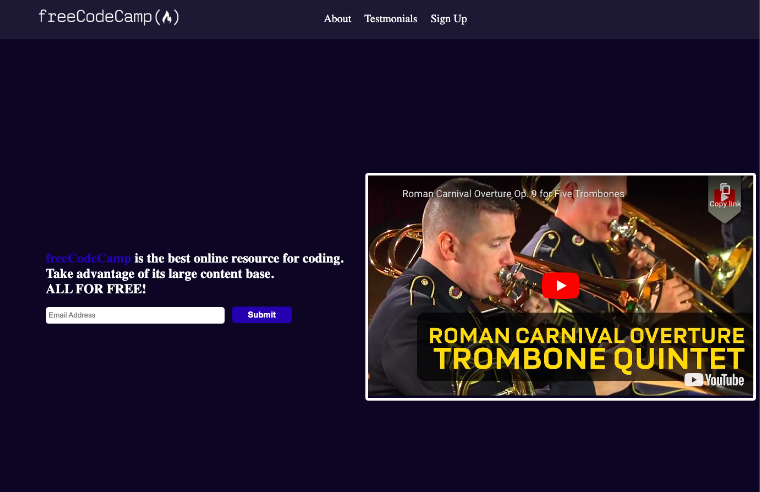 freeCodeCamp(🔥)
About Testmonials Sign Up
Roman Carnival Overture Op. 9 for Five Trombones
Copy link
freeCodeCamp is the best online resource for coding.
Take advantage of its large content base.
ALL FOR FREE!
Email Address
Submit
ROMAN CARNIVAL OVERTURE
TROMBONE QUINTET
YouTube